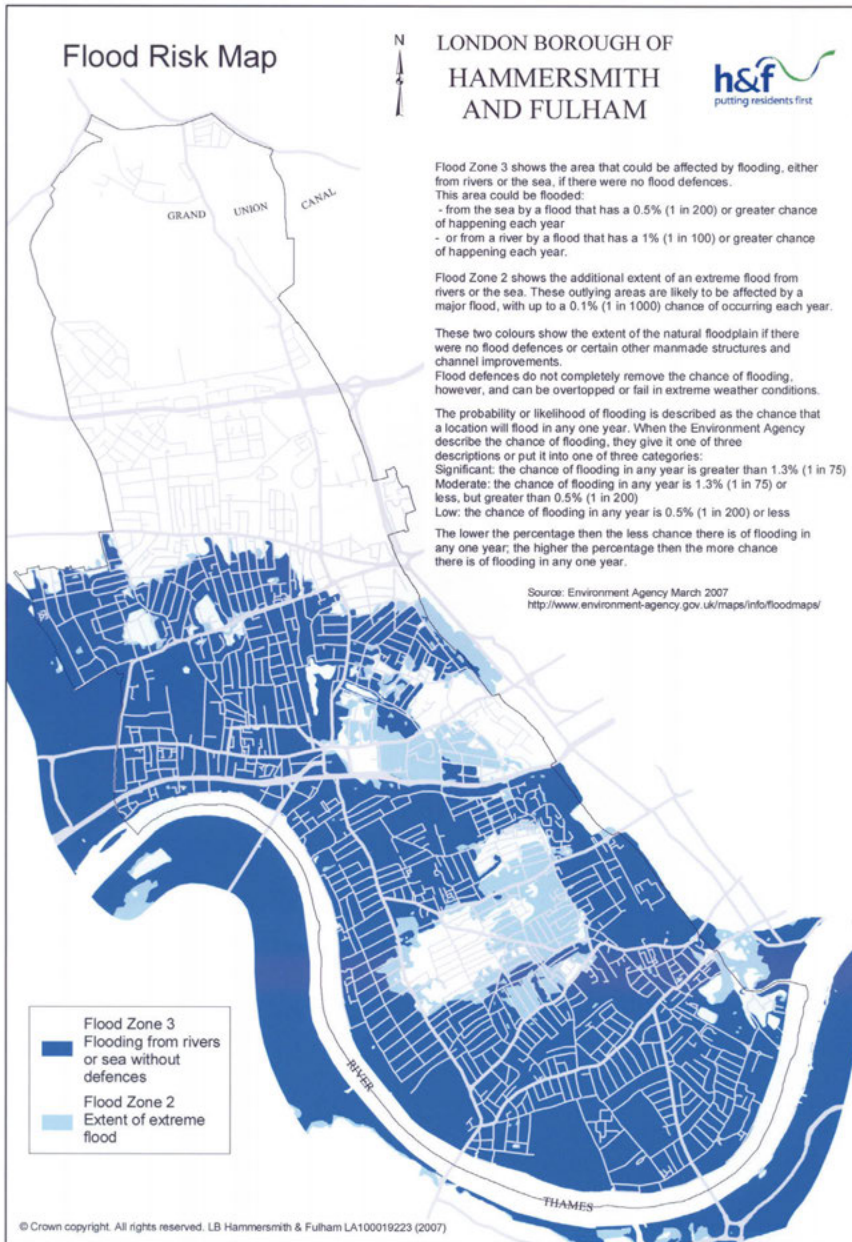 Flood Risk Map
N
LONDON BOROUGH OF
HAMMERSMITH
AND FULHAM
h&f
putting residents first
Flood Zone 3 shows the area that could be affected by flooding, either
from rivers or the sea, if there were no flood defences.
This area could be flooded:
- from the sea by a flood that has a 0.5% (1 in 200) or greater chance
of happening each year
- or from a river by a flood that has a 1% (1 in 100) or greater chance
of happening each year.
Flood Zone 2 shows the additional extent of an extreme flood from
rivers or the sea. These outlying areas are likely to be affected by a
major flood, with up to a 0.1% (1 in 1000) chance of occurring each year.
These two colours show the extent of the natural floodplain if there
were no flood defences or certain other manmade structures and
channel improvements.
Flood defences do not completely remove the chance of flooding,
however, and can be overtopped or fail in extreme weather conditions.
The probability or likelihood of flooding is described as the chance that
a location will flood in any one year. When the Environment Agency
describe the chance of flooding, they give it one of three
descriptions or put it into one of three categories:
Significant: the chance of flooding in any year is greater than 1.3% (1 in 75)
Moderate: the chance of flooding in any year is 1.3% (1 in 75) or
less, but greater than 0.5% (1 in 200)
Low: the chance of flooding in any year is 0.5% (1 in 200) or less
The lower the percentage then the less chance there is of flooding in
any one year; the higher the percentage then the more chance
there is of flooding in any one year.
Source: Environment Agency March 2007
http://www.environment-agency.gov.uk/maps/info/floodmaps/
GRAND UNION CANAL
Flood Zone 3
Flooding from rivers
or sea without
defences
Flood Zone 2
Extent of extreme
flood
RIVER
THAMES
© Crown copyright. All rights reserved. LB Hammersmith & Fulham LA100019223 (2007)